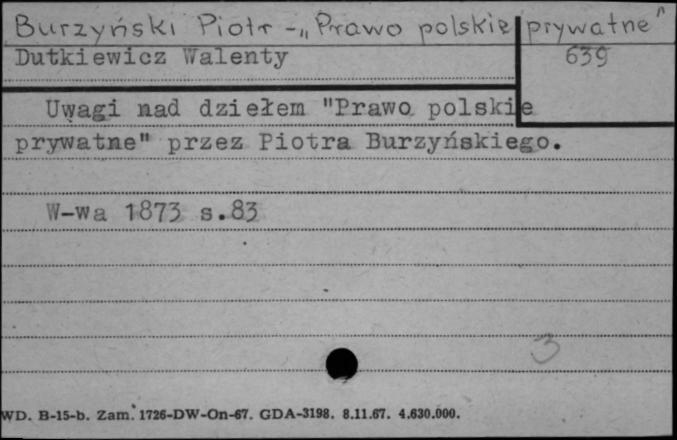 Burzyński Piotr - „Prawo polskie prywatne"
Dutkiewicz Walenty
639
Uwagi nad dziełem "Prawo polskie
prywatne" przez Piotra Burzyńskiego.
W-wa 1873 s.83
3
WD. B-15-b. Zam. 1726-DW-On-67. GDA-3198. 8.11.67. 4.630.000.